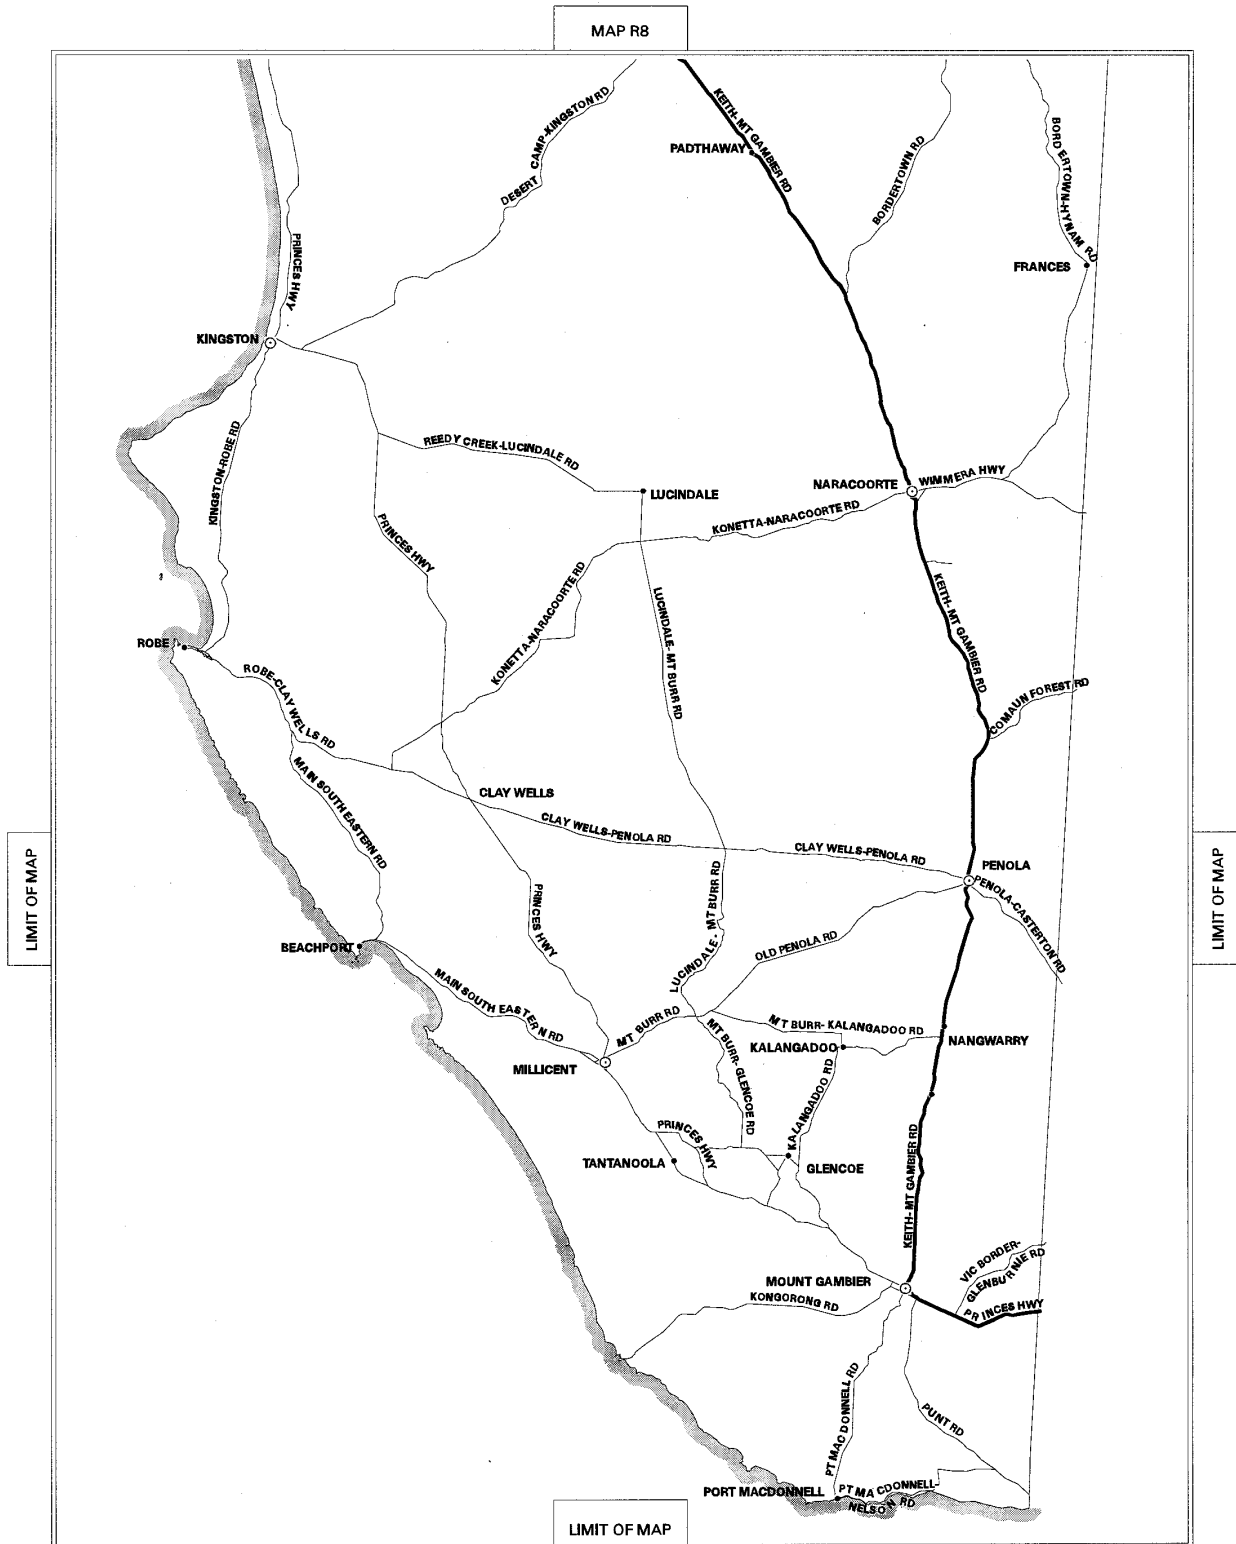 MAP R8
KEITH-MT GAMBIER RD
DESERT CAMP-KINGSTON RD
PADTHAWAY
BORDERTOWN RD
BORDERTOWN-HYNAM RD
FRANCES
PRINCES HWY
KINGSTON
KINGSTON-ROBE RD
REEDY CREEK-LUCINDALE RD
LUCINDALE
NARACOORTE
WIMMERA HWY
KONETTA-NARACOORTE RD
PRINCES HWY
KONETTA-NARACOORTE RD
LUCINDALE-MT BURR RD
KEITH-MT GAMBIER RD
ROBE
ROBE-CLAY WELLS RD
COMAUN FOREST RD
MAIN SOUTH EASTERN RD
CLAY WELLS
CLAY WELLS-PENOLA RD
CLAY WELLS-PENOLA RD
PENOLA
PENOLA-CASTERTON RD
LIMIT OF MAP
LIMIT OF MAP
PRINCES HWY
LUCINDALE-MT BURR RD
OLD PENOLA RD
BEACHPORT
MAIN SOUTH EASTERN RD
MT BURR RD
MT BURR-KALANGADOO RD
NANGWARRY
KALANGADOO
MILLICENT
MT BURR-GLENCOE RD
KALANGADOO RD
PRINCES HWY
TANTANOOLA
GLENCOE
KEITH-MT GAMBIER RD
VIC BORDER-
GLENBURNIE RD
MOUNT GAMBIER
KONGORONG RD
PRINCES HWY
PT MACDONNELL RD
PUNT RD
PORT MACDONNELL
PT MACDONNELL-
NELSON RD
LIMIT OF MAP